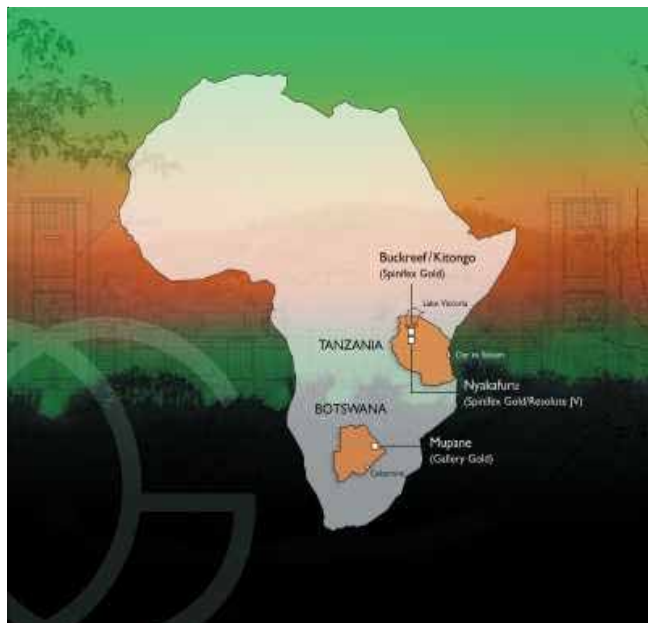 Buckreef/Kitongo
(Spinifex Gold)
Lake Victoria
TANZANIA
Dar es Salaam
Nyakafuru
(Spinifex Gold/Resolute JV)
BOTSWANA
Mupane
(Gallery Gold)
Gaborone